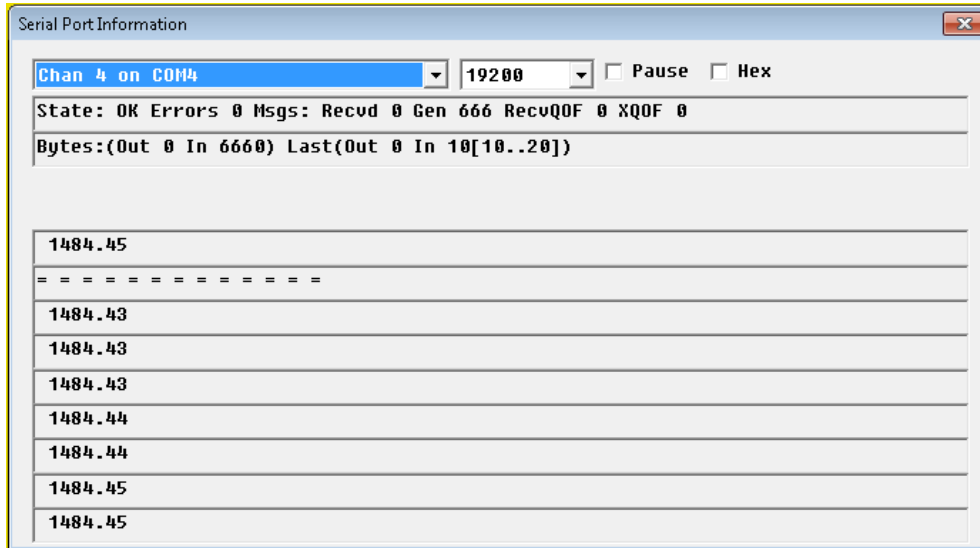 Serial Port Information
Chan 4 on COM4 19200 Pause Hex
State: OK Errors 0 Msgs: Recvd 0 Gen 666 RecvQOF 0 XQOF 0
Bytes:(Out 0 In 6660) Last(Out 0 In 10[10..20])
1484.45
= = = = = = = = = = = = =
1484.43
1484.43
1484.43
1484.44
1484.44
1484.45
1484.45